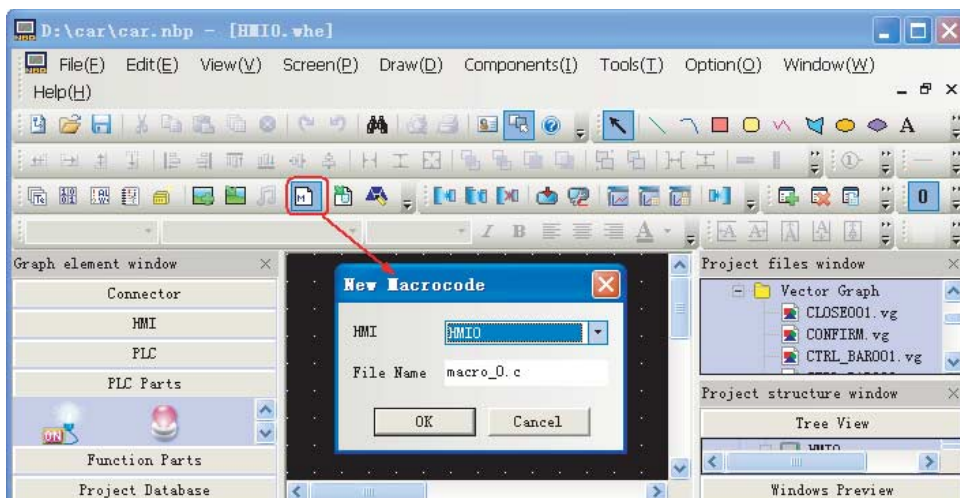 D:\car\car.nbp - [HMI0.whe]
File(F) Edit(E) View(V) Screen(P) Draw(D) Components(I) Tools(T) Option(O) Window(W)
Help(H)
A
M
0
I B A
Graph element window
Connector
HMI
PLC
PLC Parts
ON
Function Parts
Project Database
New Macrocode
HMI HMI0
File Name macro_0.c
OK Cancel
Project files window
Vector Graph
CLOSE001.vg
CONFIRM.vg
CTRL_BAR001.vg
Project structure window
Tree View
HMI0
Windows Preview